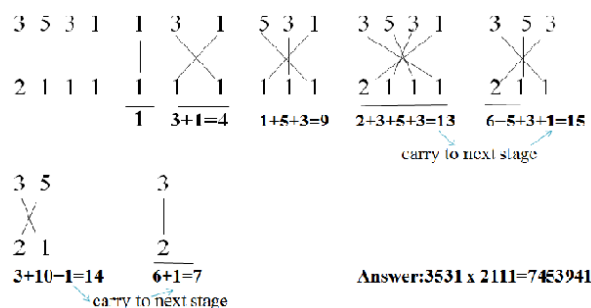 3 5 3 1 1 3 1 5 3 1 3 5 3 1 3 5 3
2 1 1 1 1 1 1 1 1 1 2 1 1 1 2 1 1
1 3+1=4 1+5+3=9 2+3+5+3=13 6-5+3+1=15
carry to next stage
3 5 3
2 1 2
3+10-1=14 6+1=7 Answer:3531 x 2111=7453941
carry to next stage